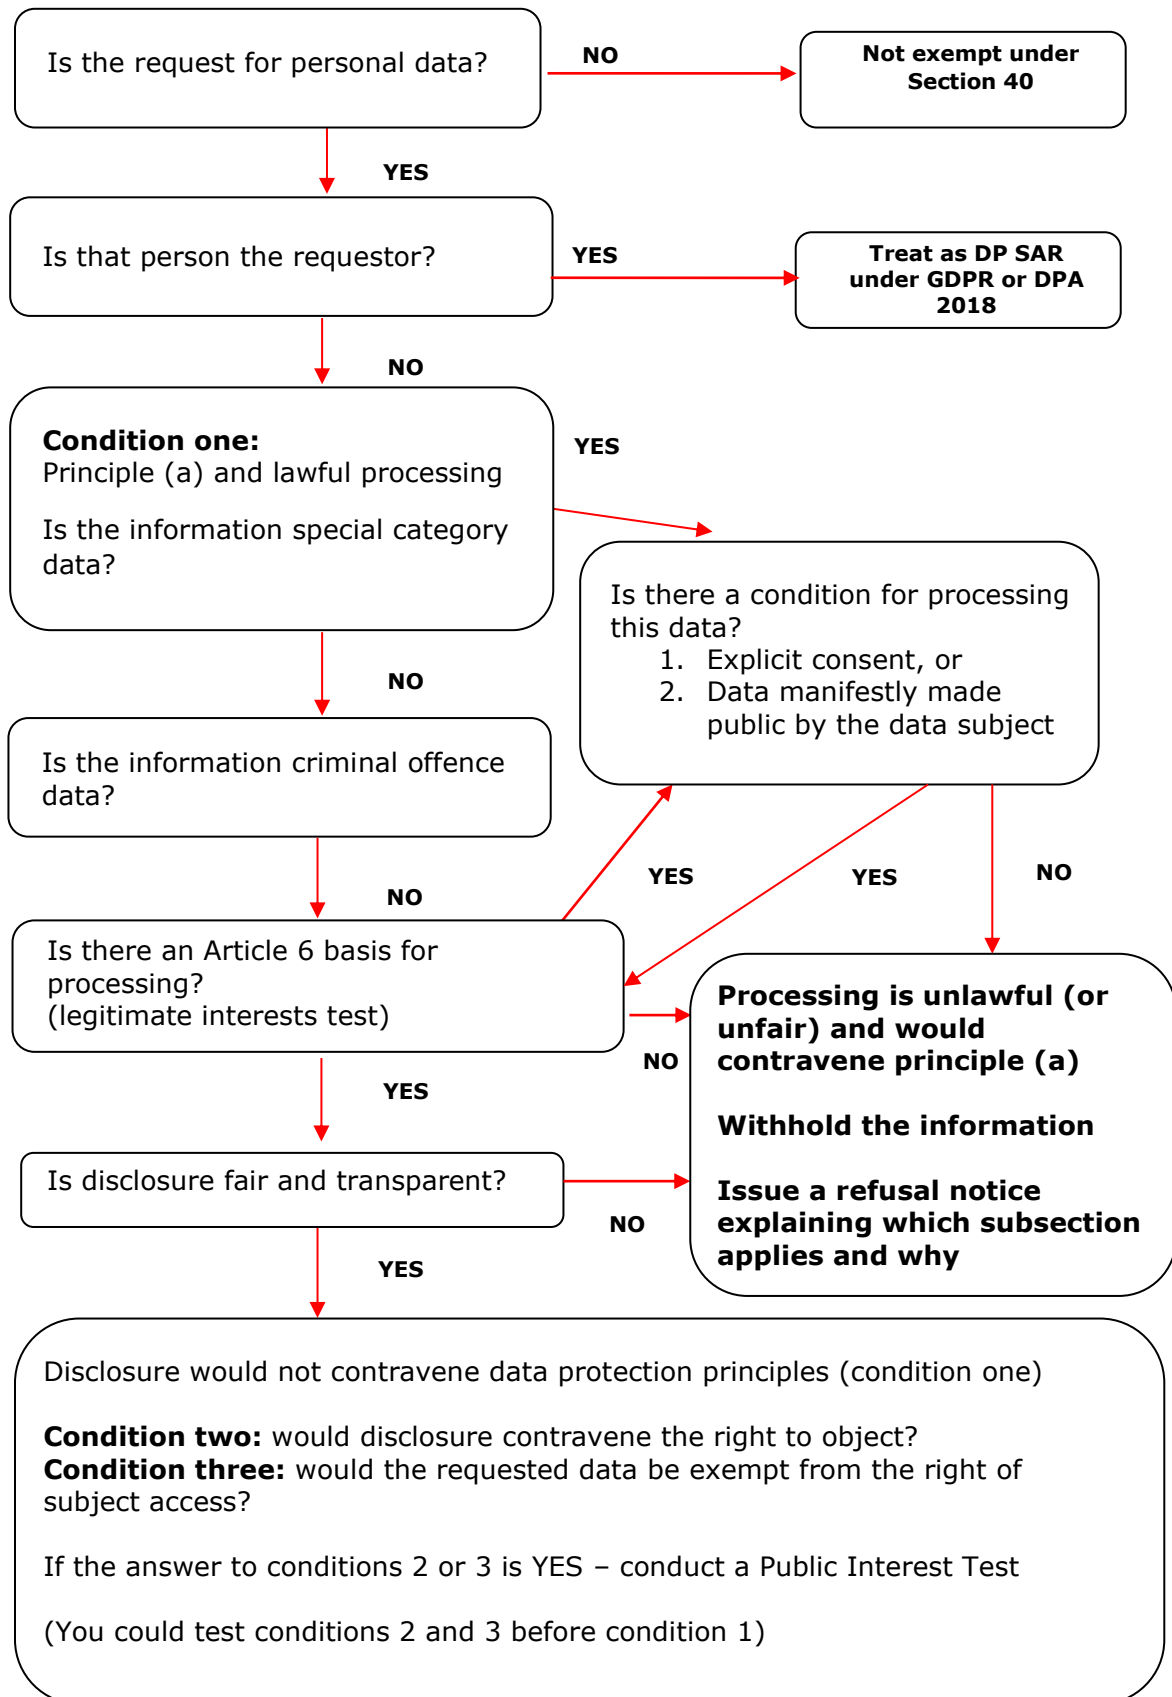 Is the request for personal data?
NO
Not exempt under
Section 40
YES
Is that person the requestor?
YES
Treat as DP SAR
under GDPR or DPA
2018
NO
Condition one:
Principle (a) and lawful processing
Is the information special category
data?
YES
Is there a condition for processing
this data?
1. Explicit consent, or
2. Data manifestly made
public by the data subject
NO
Is the information criminal offence
data?
YES
YES
NO
NO
Is there an Article 6 basis for
processing?
(legitimate interests test)
NO
Processing is unlawful (or
unfair) and would
contravene principle (a)
Withhold the information
Issue a refusal notice
explaining which subsection
applies and why
YES
Is disclosure fair and transparent?
NO
YES
Disclosure would not contravene data protection principles (condition one)
Condition two: would disclosure contravene the right to object?
Condition three: would the requested data be exempt from the right of
subject access?
If the answer to conditions 2 or 3 is YES – conduct a Public Interest Test
(You could test conditions 2 and 3 before condition 1)